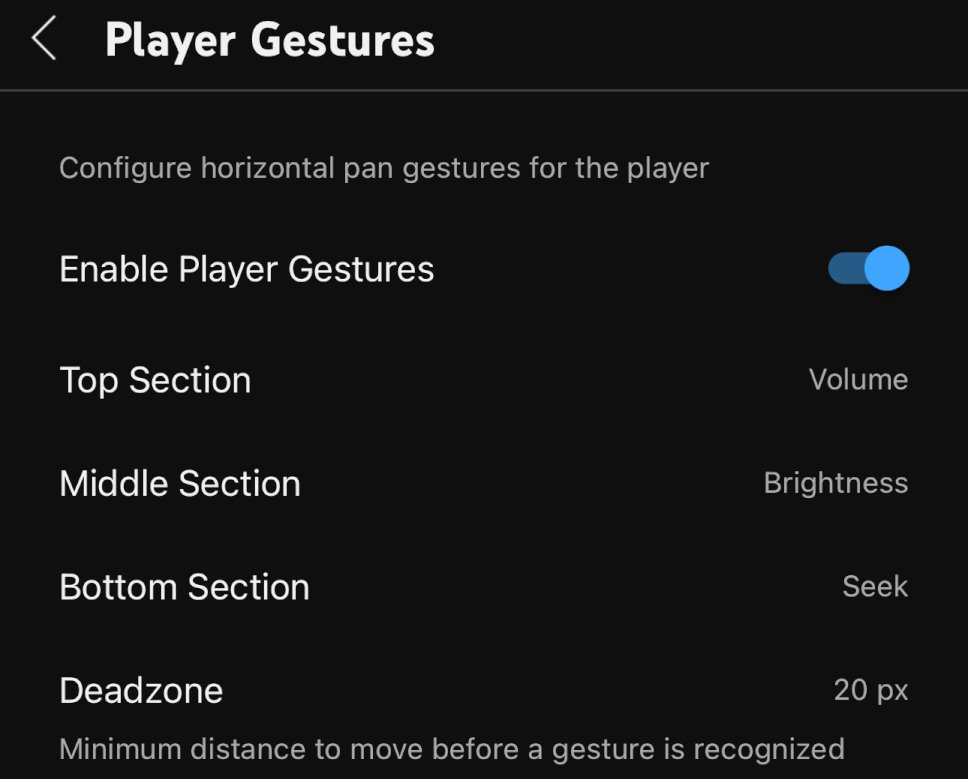 Player Gestures
Configure horizontal pan gestures for the player
Enable Player Gestures
Top Section Volume
Middle Section Brightness
Bottom Section Seek
Deadzone 20 px
Minimum distance to move before a gesture is recognized